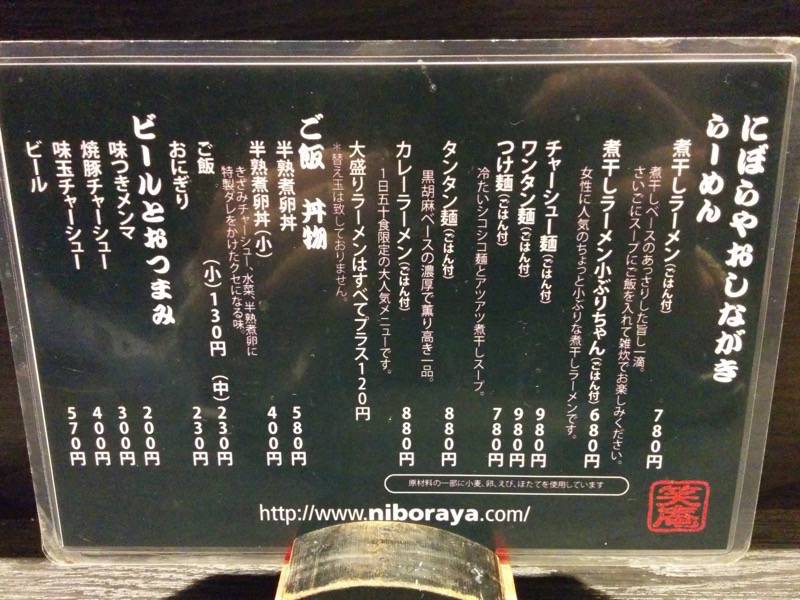 にぼらやおしながき
らーめん
煮干しラーメン(ごはん付) 780円
煮干しベースのあっさりした旨し一滴。
さいごにスープにご飯を入れて雑炊でお楽しみください。
煮干しラーメン小ぶりちゃん(ごはん付) 680円
女性に人気のちょっと小ぶりな煮干しラーメンです。
チャーシュー麺(ごはん付) 980円
ワンタン麺(ごはん付) 980円
つけ麺(ごはん付) 780円
冷たいシコシコ麺とアツアツ煮干しスープ。
タンタン麺(ごはん付) 880円
黒胡麻ベースの濃厚で薫り高き一品。
カレーラーメン(ごはん付) 880円
1日五十食限定の大人気メニューです。
大盛りラーメンはすべてプラス120円
*替え玉は致しておりません。
ご飯 丼物
半熟煮卵丼 580円
半熟煮卵丼(小) 400円
きざみチャーシュー、水菜、半熟煮卵に
特製ダレをかけたクセになる味。
ご飯 (小)130円 (中)230円
おにぎり 230円
ビールとおつまみ
味つきメンマ 200円
焼豚チャーシュー 300円
味玉チャーシュー 400円
ビール 570円
原材料の一部に小麦、卵、えび、ほたてを使用しています
http://www.niboraya.com/
笑庵